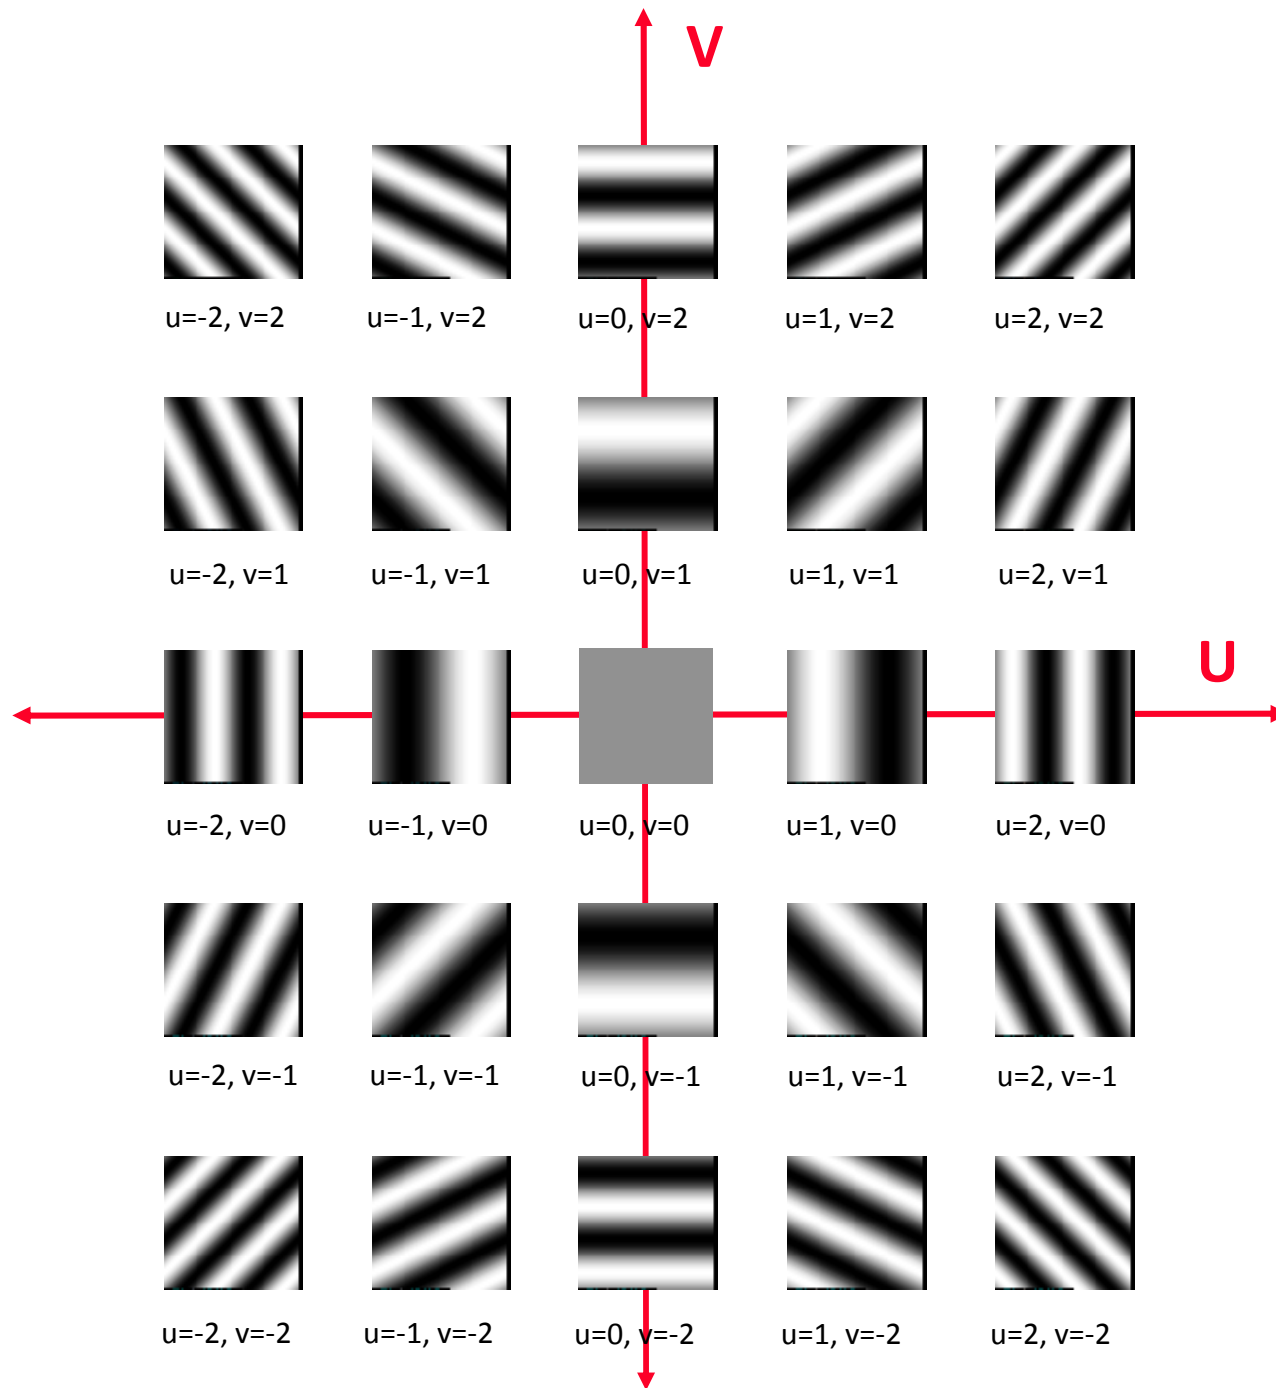 V
u=-2, v=2 u=-1, v=2 u=0, v=2 u=1, v=2 u=2, v=2
u=-2, v=1 u=-1, v=1 u=0, v=1 u=1, v=1 u=2, v=1
U
u=-2, v=0 u=-1, v=0 u=0, v=0 u=1, v=0 u=2, v=0
u=-2, v=-1 u=-1, v=-1 u=0, v=-1 u=1, v=-1 u=2, v=-1
u=-2, v=-2 u=-1, v=-2 u=0, v=-2 u=1, v=-2 u=2, v=-2